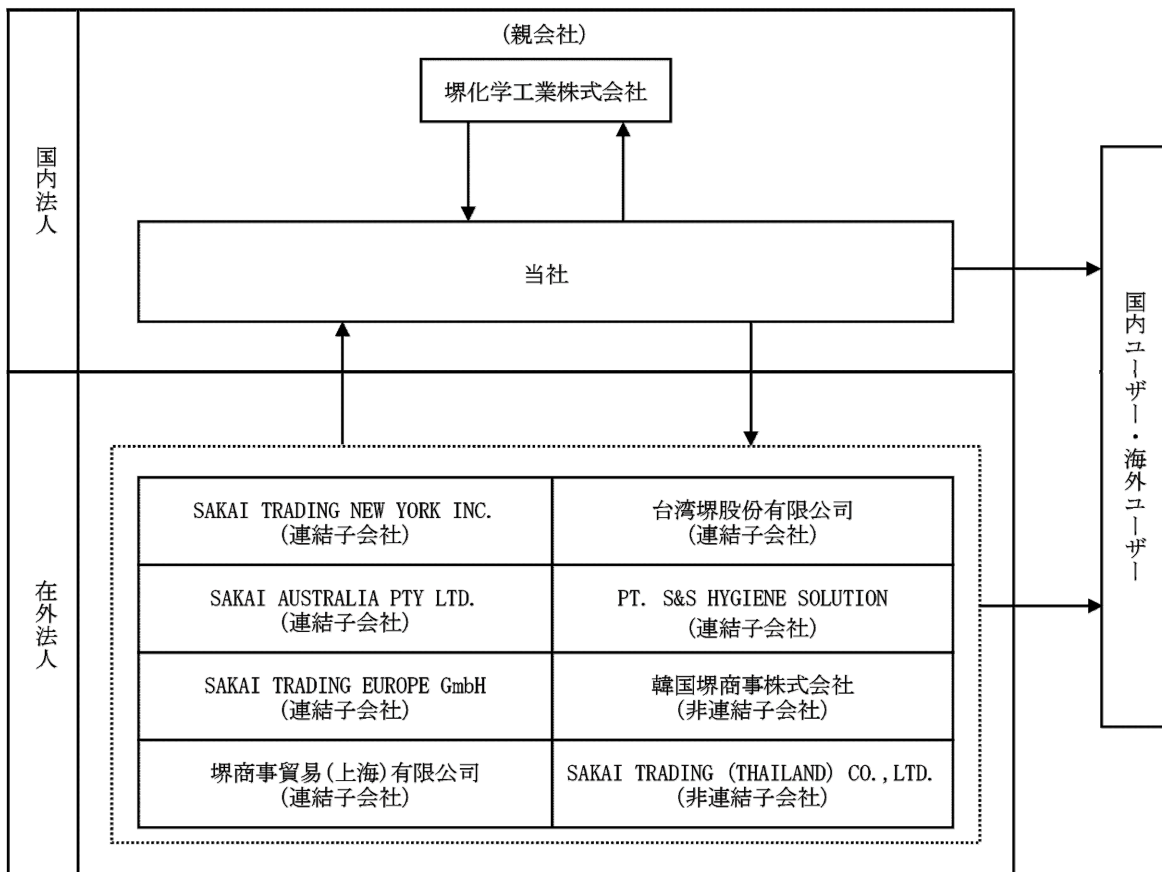 (親会社)
堺化学工業株式会社
国内法人
当社
国内ユーザー・海外ユーザー
在外法人
SAKAI TRADING NEW YORK INC.
(連結子会社)
台湾堺股份有限公司
(連結子会社)
SAKAI AUSTRALIA PTY LTD.
(連結子会社)
PT. S&S HYGIENE SOLUTION
(連結子会社)
SAKAI TRADING EUROPE GmbH
(連結子会社)
韓国堺商事株式会社
(非連結子会社)
堺商事貿易(上海)有限公司
(連結子会社)
SAKAI TRADING (THAILAND) CO.,LTD.
(非連結子会社)